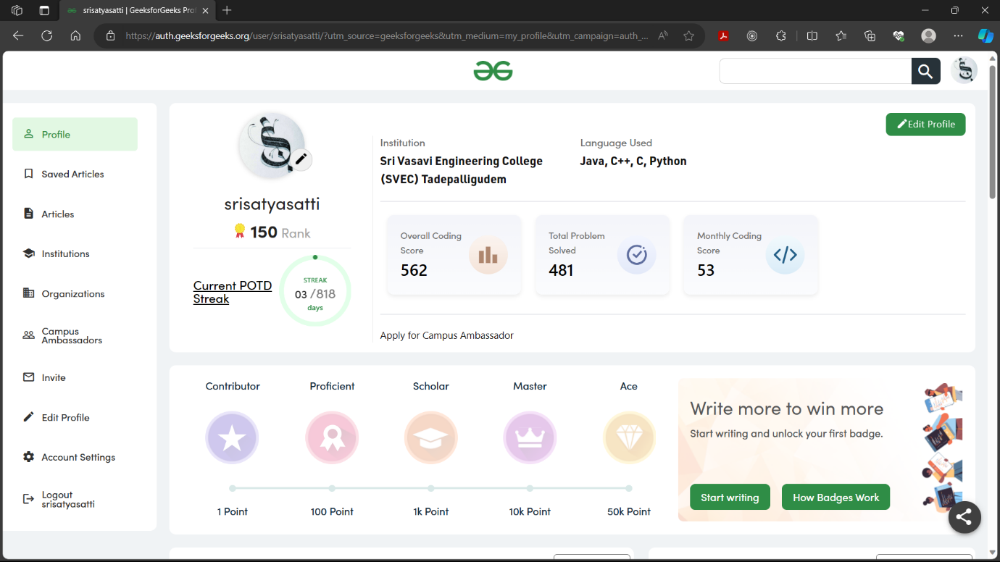 srisatyasatti | GeeksforGeeks Prof
https://auth.geeksforgeeks.org/user/srisatyasatti/?utm_source=geeksforgeeks&utm_medium=my_profile&utm_campaign=auth_...
Profile
Saved Articles
Articles
Institutions
Organizations
Campus
Ambassadors
Invite
Edit Profile
Account Settings
Logout
srisatyasatti
srisatyasatti
150 Rank
Current POTD
Streak
STREAK
03 /818
days
Edit Profile
Institution
Sri Vasavi Engineering College
(SVEC) Tadepalligudem
Language Used
Java, C++, C, Python
Overall Coding
Score
562
Total Problem
Solved
481
Monthly Coding
Score
53
Apply for Campus Ambassador
Contributor
Proficient
Scholar
Master
Ace
1 Point
100 Point
1k Point
10k Point
50k Point
Write more to win more
Start writing and unlock your first badge.
Start writing
How Badges Work